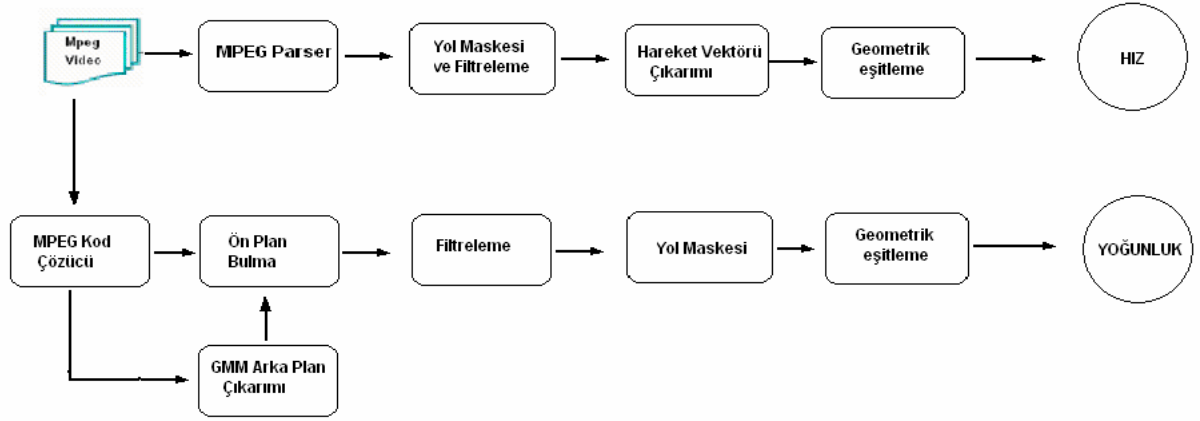 Mpeg
Video
MPEG Parser
Yol Maskesi
ve Filtreleme
Hareket Vektörü
Çıkarımı
Geometrik
eşitleme
HIZ
MPEG Kod
Çözücü
Ön Plan
Bulma
Filtreleme
Yol Maskesi
Geometrik
eşitleme
YOĞUNLUK
GMM Arka Plan
Çıkarımı